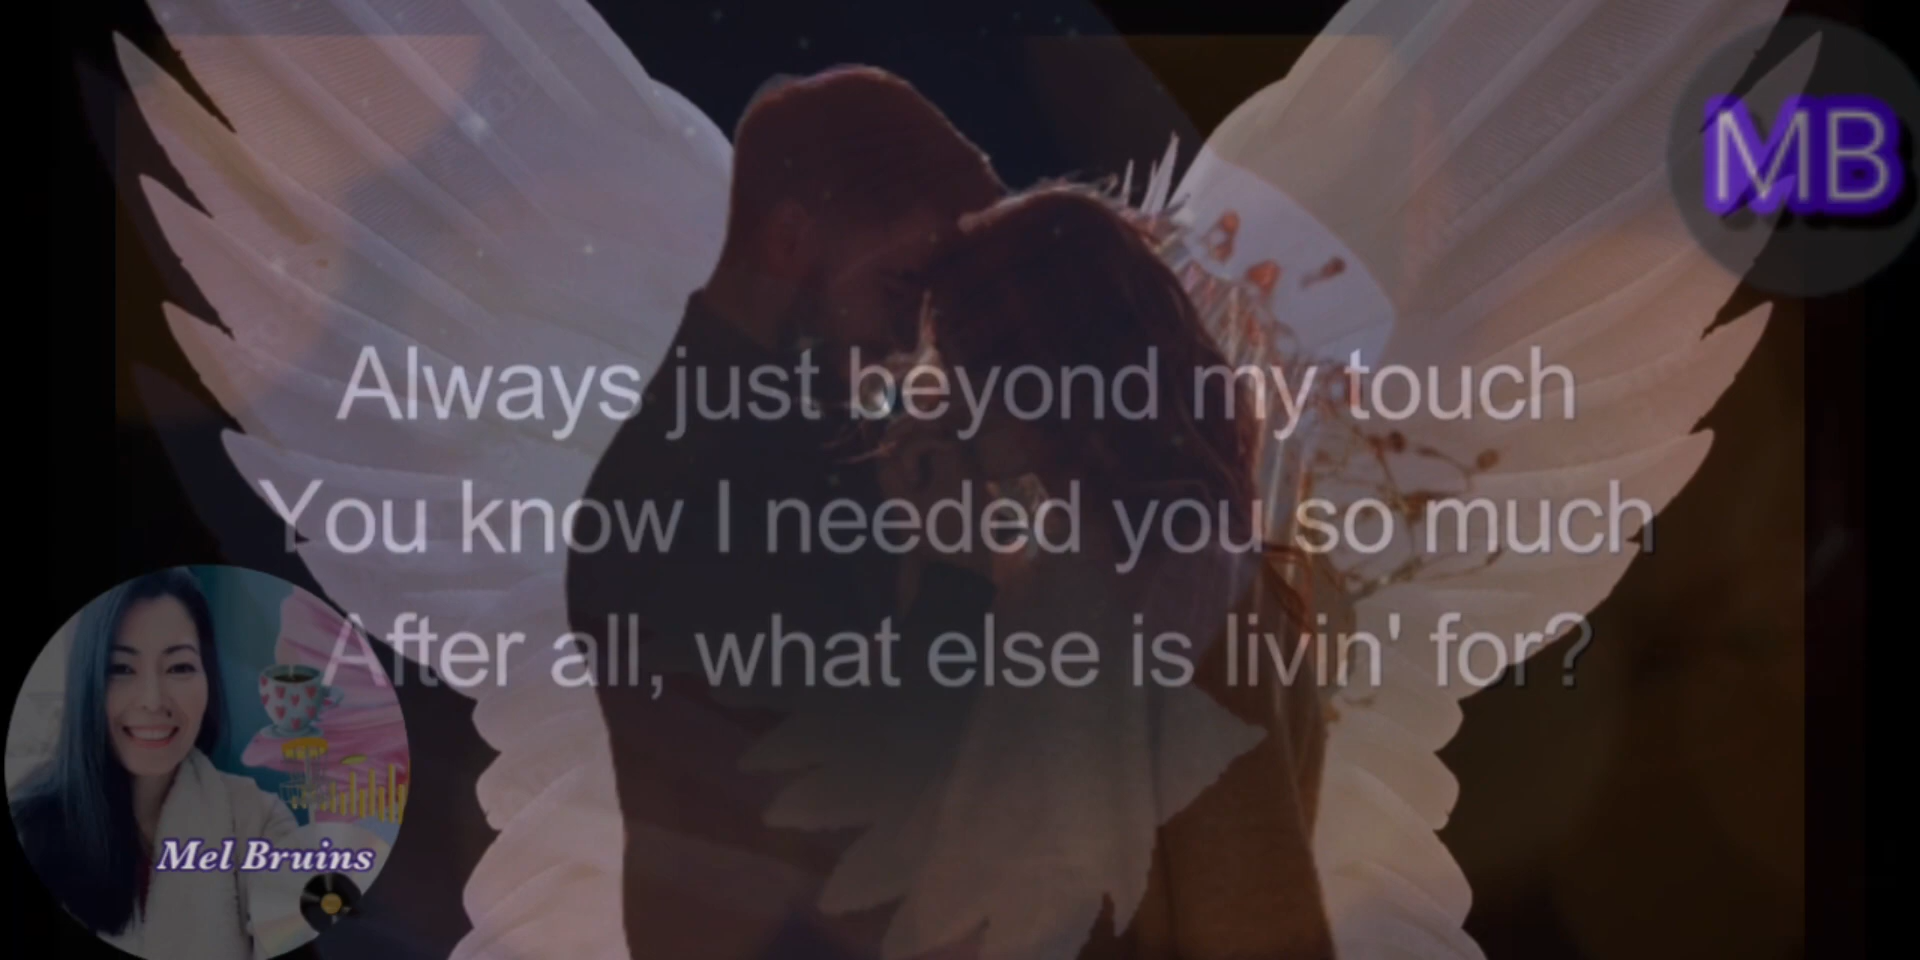 MB
Always just beyond my touch
You know I needed you so much
After all, what else is livin' for?
Mel Bruins